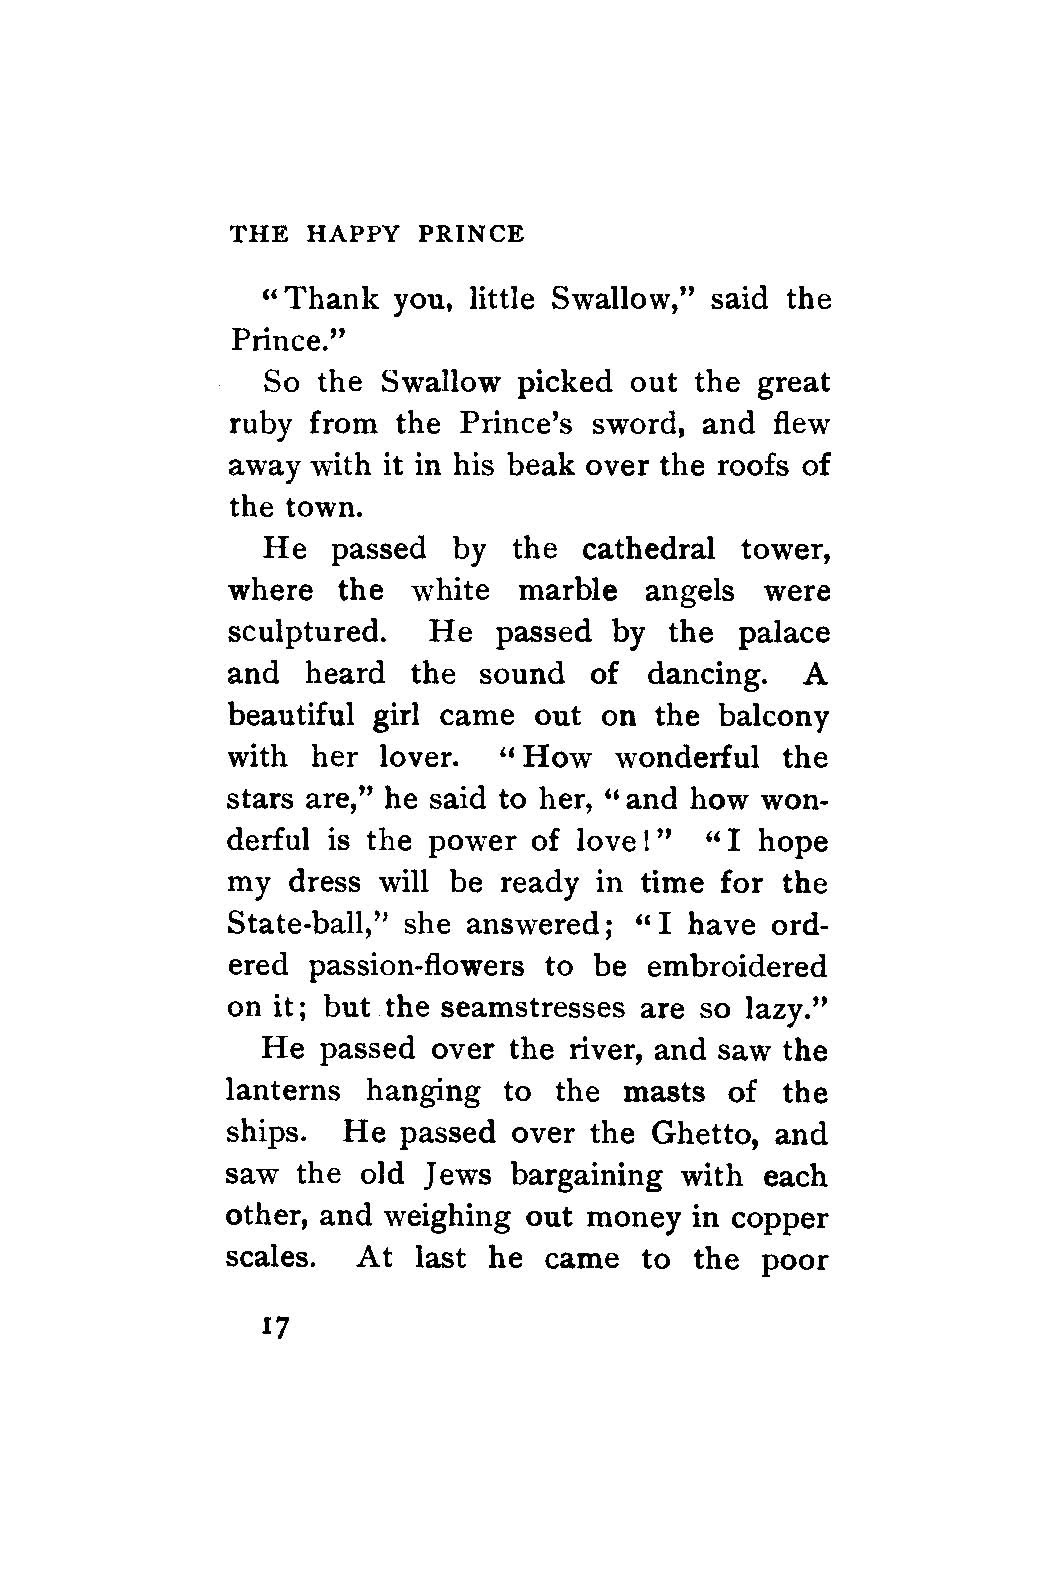 THE HAPPY PRINCE
“Thank you, little Swallow,” said the
Prince.”
So the Swallow picked out the great
ruby from the Prince’s sword, and flew
away with it in his beak over the roofs of
the town.
He passed by the cathedral tower,
where the white marble angels were
sculptured. He passed by the palace
and heard the sound of dancing. A
beautiful girl came out on the balcony
with her lover. “How wonderful the
stars are,” he said to her, “and how won-
derful is the power of love!” “I hope
my dress will be ready in time for the
State-ball,” she answered; “I have ord-
ered passion-flowers to be embroidered
on it; but the seamstresses are so lazy.”
He passed over the river, and saw the
lanterns hanging to the masts of the
ships. He passed over the Ghetto, and
saw the old Jews bargaining with each
other, and weighing out money in copper
scales. At last he came to the poor
17